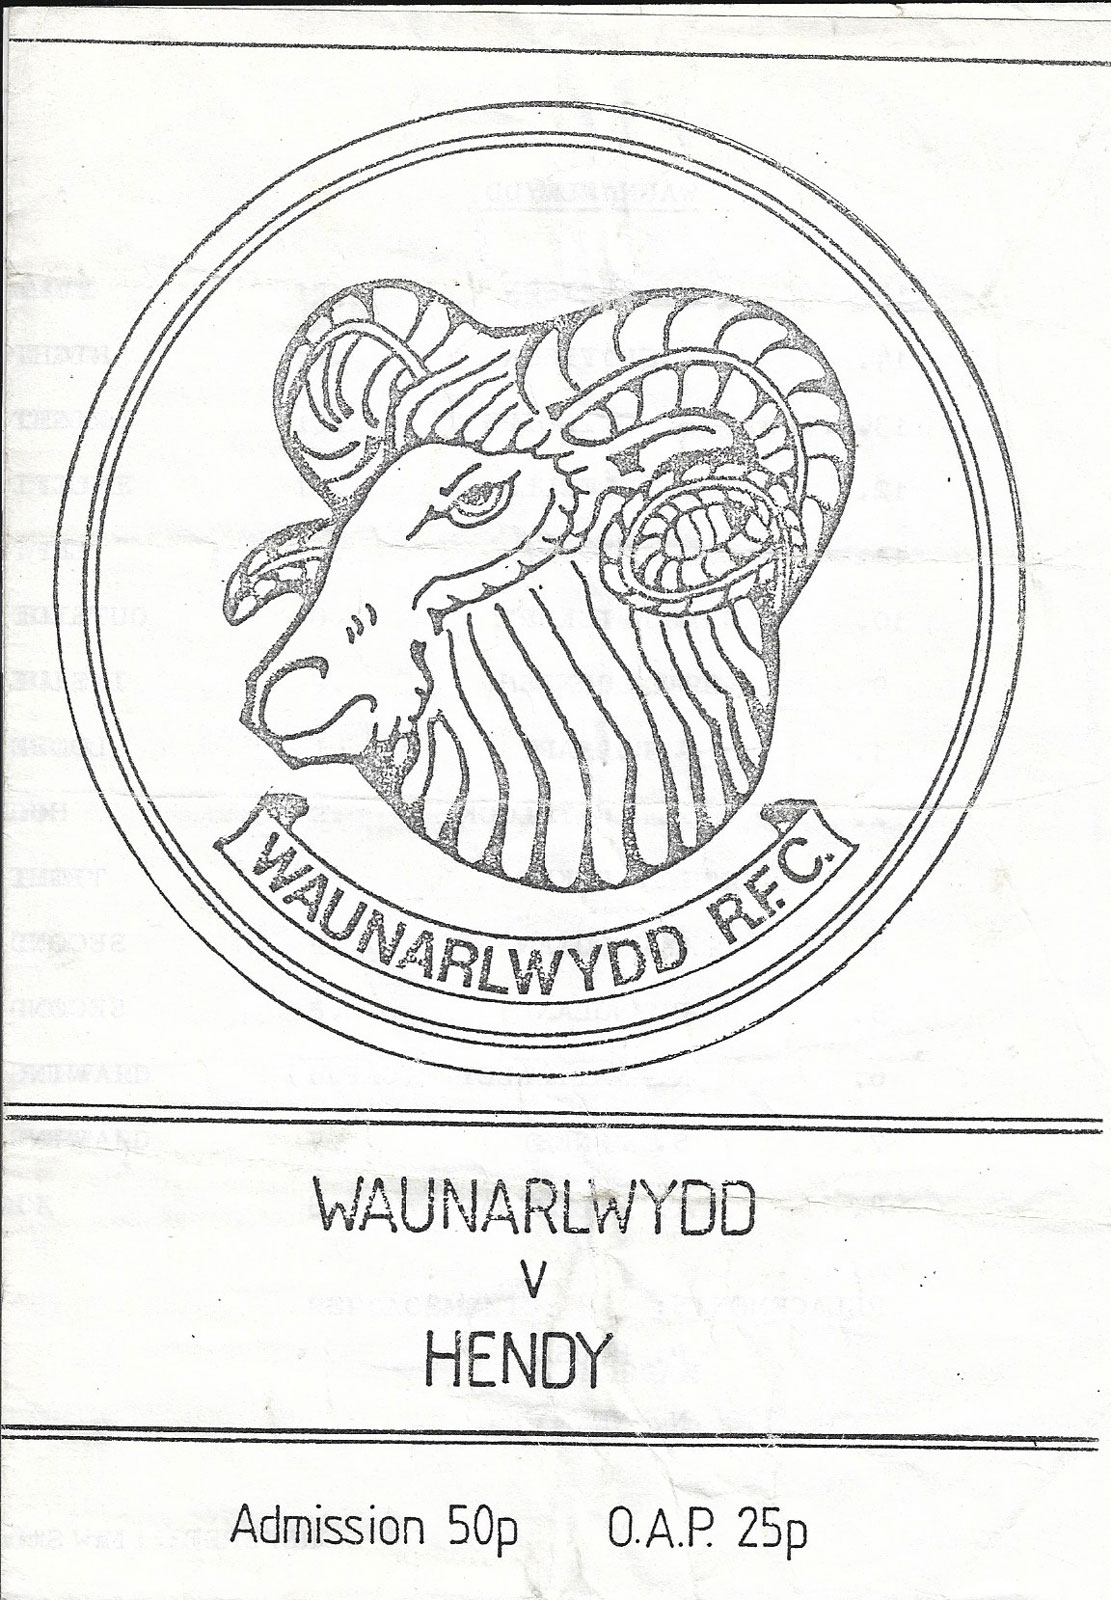 WAUNARLWYDD R.F.C.
WAUNARLWYDD
v
HENDY
Admission 50p O.A.P. 25p